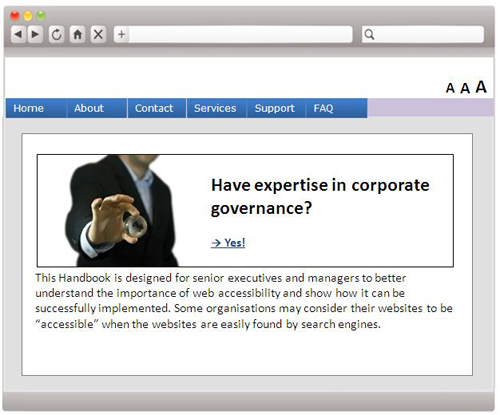 A A A
Home About Contact Services Support FAQ
Have expertise in corporate
governance?
→ Yes!
This Handbook is designed for senior executives and managers to better
understand the importance of web accessibility and show how it can be
successfully implemented. Some organisations may consider their websites to be
“accessible” when the websites are easily found by search engines.